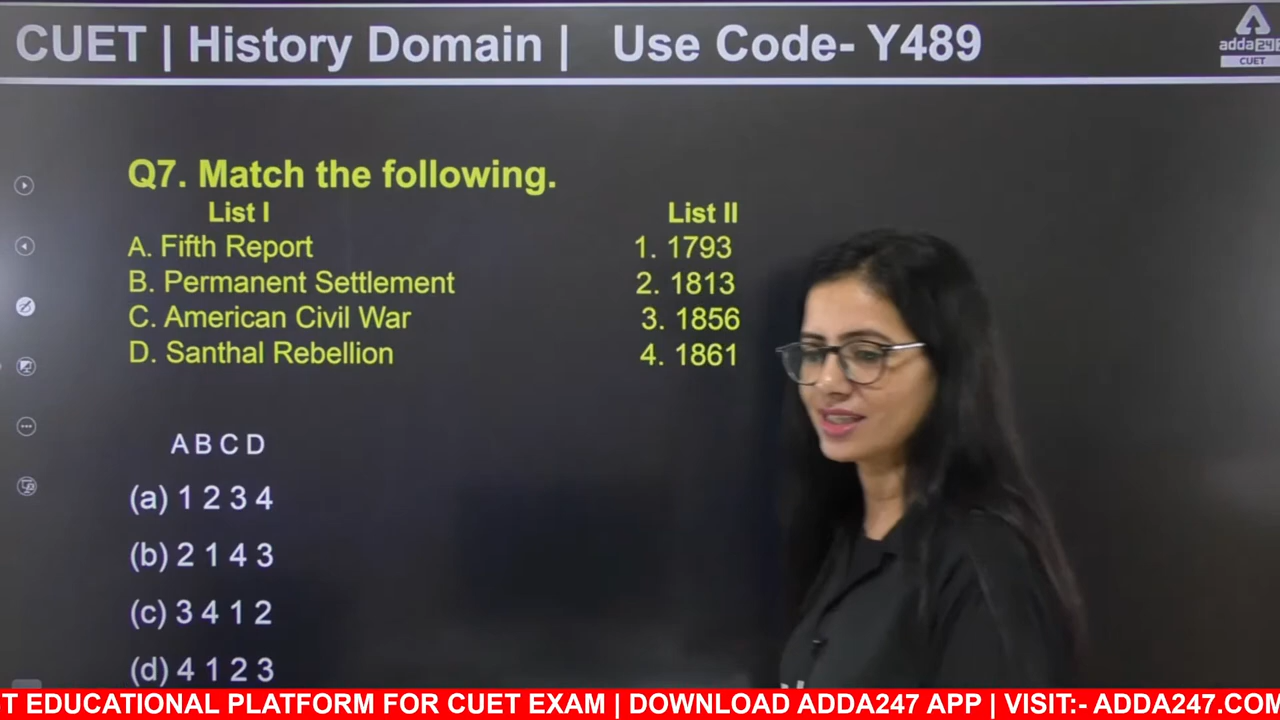 CUET | History Domain | Use Code- Y489
adda247
CUET
Q7. Match the following.
List I List II
A. Fifth Report 1. 1793
B. Permanent Settlement 2. 1813
C. American Civil War 3. 1856
D. Santhal Rebellion 4. 1861
A B C D
(a) 1 2 3 4
(b) 2 1 4 3
(c) 3 4 1 2
(d) 4 1 2 3
ST EDUCATIONAL PLATFORM FOR CUET EXAM | DOWNLOAD ADDA247 APP | VISIT:- ADDA247.COM